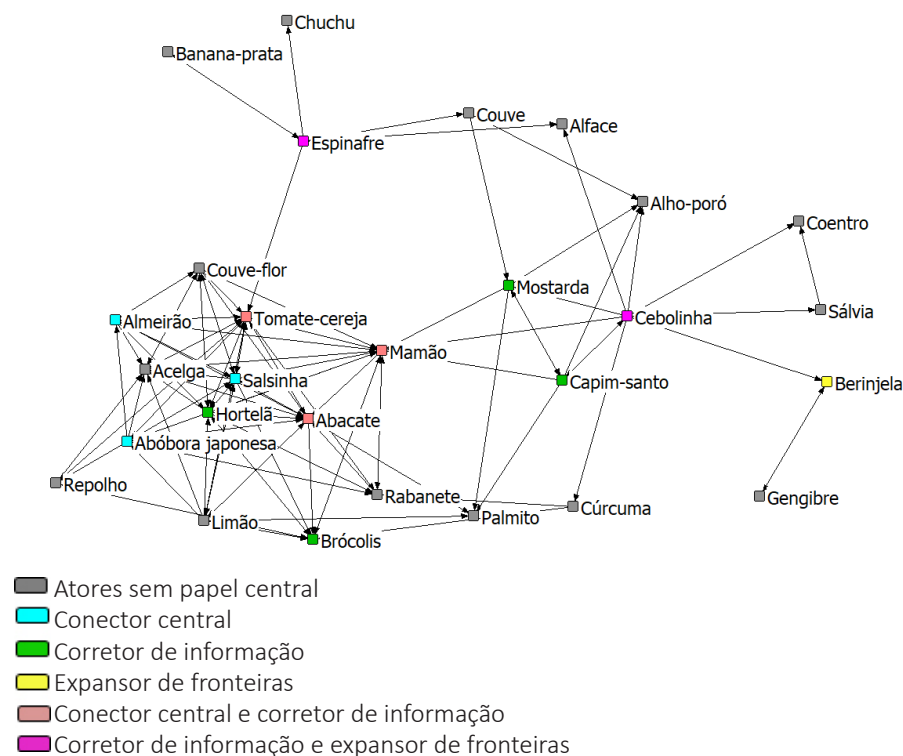 Chuchu
Banana-prata
Couve
Alface
Espinafre
Alho-poró
Coentro
Couve-flor
Mostarda
Almeirão
Tomate-cereja
Cebolinha
Sálvia
Mamão
Acelga
Salsinha
Capim-santo
Berinjela
Hortelã
Abacate
Abóbora japonesa
Repolho
Rabanete
Gengibre
Limão
Palmito
Cúrcuma
Brócolis
Atores sem papel central
Conector central
Corretor de informação
Expansor de fronteiras
Conector central e corretor de informação
Corretor de informação e expansor de fronteiras